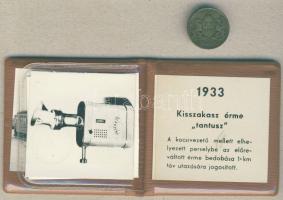 1933
Kisszakasz érme
"tantusz"
A kocsivezető mellett elhe-
lyezett perselybe az előre-
váltott érme bedobása 1 km
táv utazására jogosított.